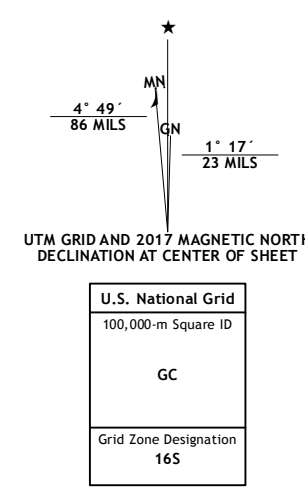 ★
MN
4° 49´
86 MILS
GN
1° 17´
23 MILS
UTM GRID AND 2017 MAGNETIC NORTH
DECLINATION AT CENTER OF SHEET
U.S. National Grid
100,000-m Square ID
GC
Grid Zone Designation
16S